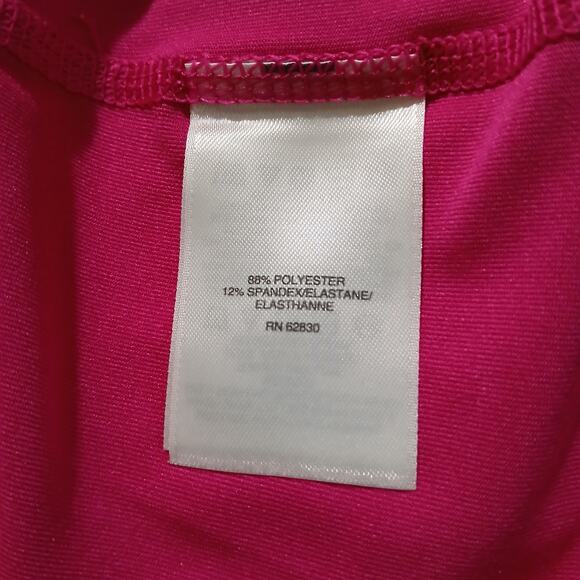 88% POLYESTER
12% SPANDEX/ELASTANE/
ELASTHANNE
RN 62830